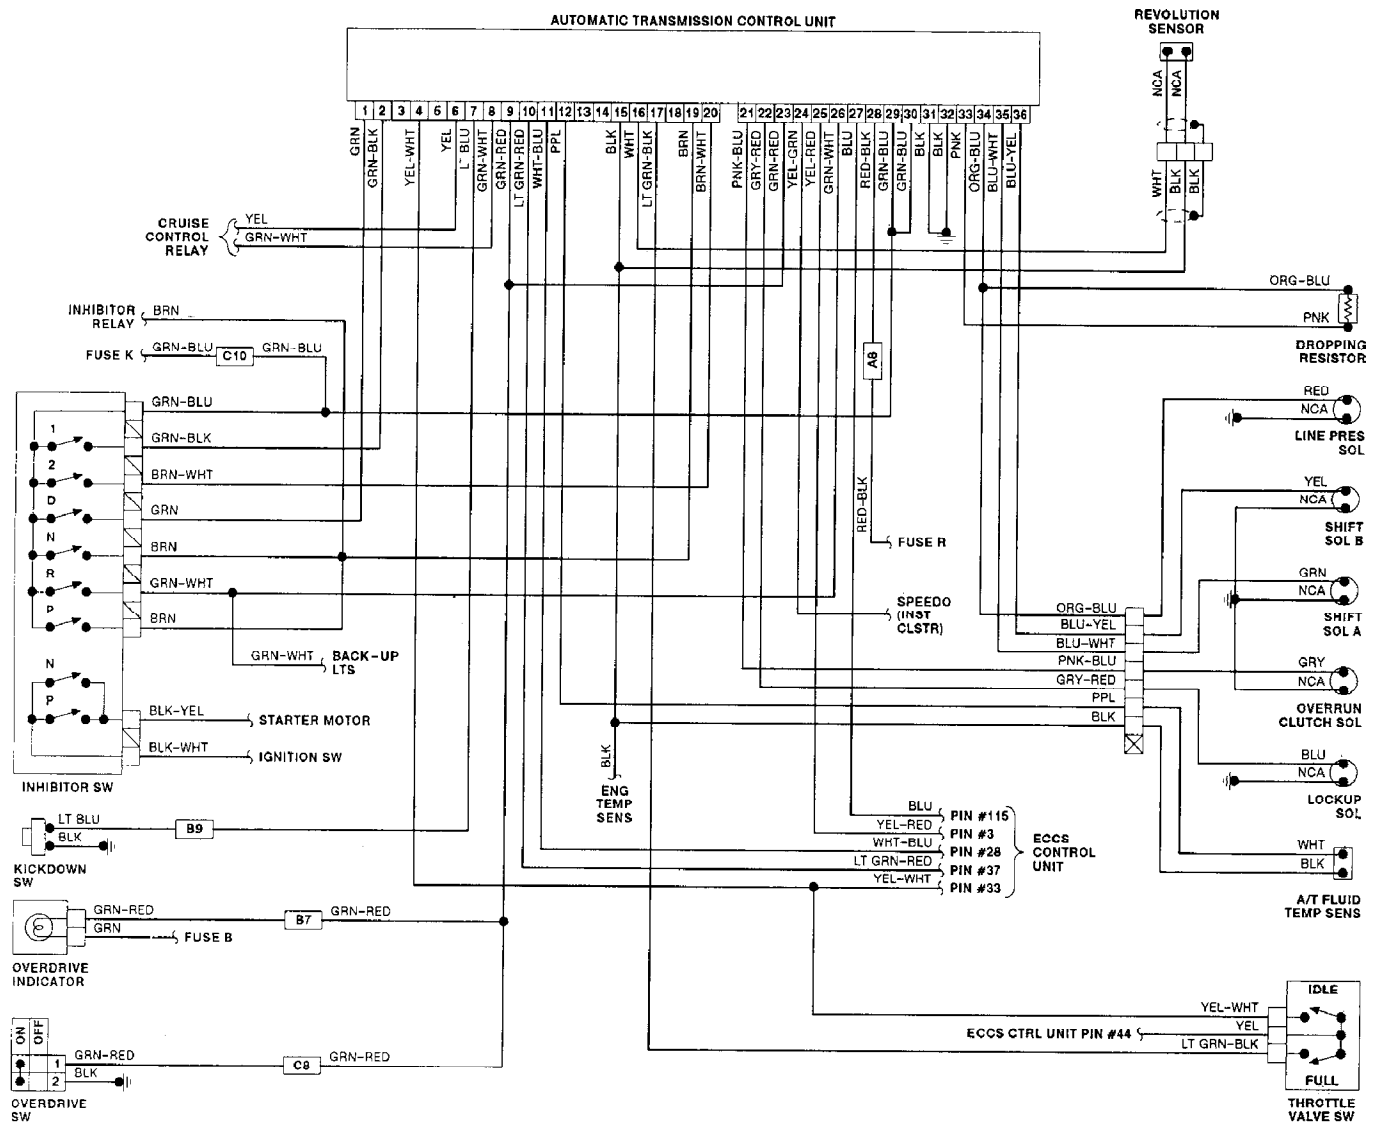 AUTOMATIC TRANSMISSION CONTROL UNIT
REVOLUTION
SENSOR
1 2 3 4 5 6 7 8 9 10 11 12 13 14 15 16 17 18 19 20 21 22 23 24 25 26 27 28 29 30 31 32 33 34 35 36
NCA
NCA
GRN
GRN-BLK
YEL-WHT
YEL
LT BLU
GRN-WHT
GRN-RED
LT GRN-RED
WHT-BLU
PPL
BLK
WHT
LT GRN-BLK
BRN
BRN-WHT
PNK-BLU
GRY-RED
GRN-RED
YEL-GRN
YEL-RED
GRN-WHT
BLU
RED-BLK
GRN-BLU
GRN-BLU
BLK
BLK
PNK
ORG-BLU
BLU-WHT
BLU-YEL
WHT
BLK
BLK
CRUISE
CONTROL
RELAY
YEL
GRN-WHT
INHIBITOR
RELAY
BRN
FUSE K
GRN-BLU
C10
GRN-BLU
A8
ORG-BLU
PNK
DROPPING
RESISTOR
GRN-BLU
1
GRN-BLK
2
BRN-WHT
D
GRN
N
BRN
R
GRN-WHT
P
BRN
GRN-WHT
BACK-UP
LTS
N
P
BLK-YEL
STARTER MOTOR
BLK-WHT
IGNITION SW
INHIBITOR SW
RED-BLK
FUSE R
SPEEDO
(INST
CLSTR)
RED
NCA
LINE PRES
SOL
YEL
NCA
SHIFT
SOL B
GRN
NCA
SHIFT
SOL A
GRY
NCA
OVERRUN
CLUTCH SOL
BLU
NCA
LOCKUP
SOL
WHT
BLK
A/T FLUID
TEMP SENS
ORG-BLU
BLU-YEL
BLU-WHT
PNK-BLU
GRY-RED
PPL
BLK
BLK
ENG
TEMP
SENS
BLU
PIN #115
YEL-RED
PIN #3
WHT-BLU
PIN #28
LT GRN-RED
PIN #37
YEL-WHT
PIN #33
ECCS
CONTROL
UNIT
LT BLU
B9
BLK
KICKDOWN
SW
GRN-RED
B7
GRN-RED
GRN
FUSE B
OVERDRIVE
INDICATOR
ON
OFF
1
GRN-RED
C8
GRN-RED
2
BLK
OVERDRIVE
SW
IDLE
YEL-WHT
ECCS CTRL UNIT PIN #44
YEL
LT GRN-BLK
FULL
THROTTLE
VALVE SW